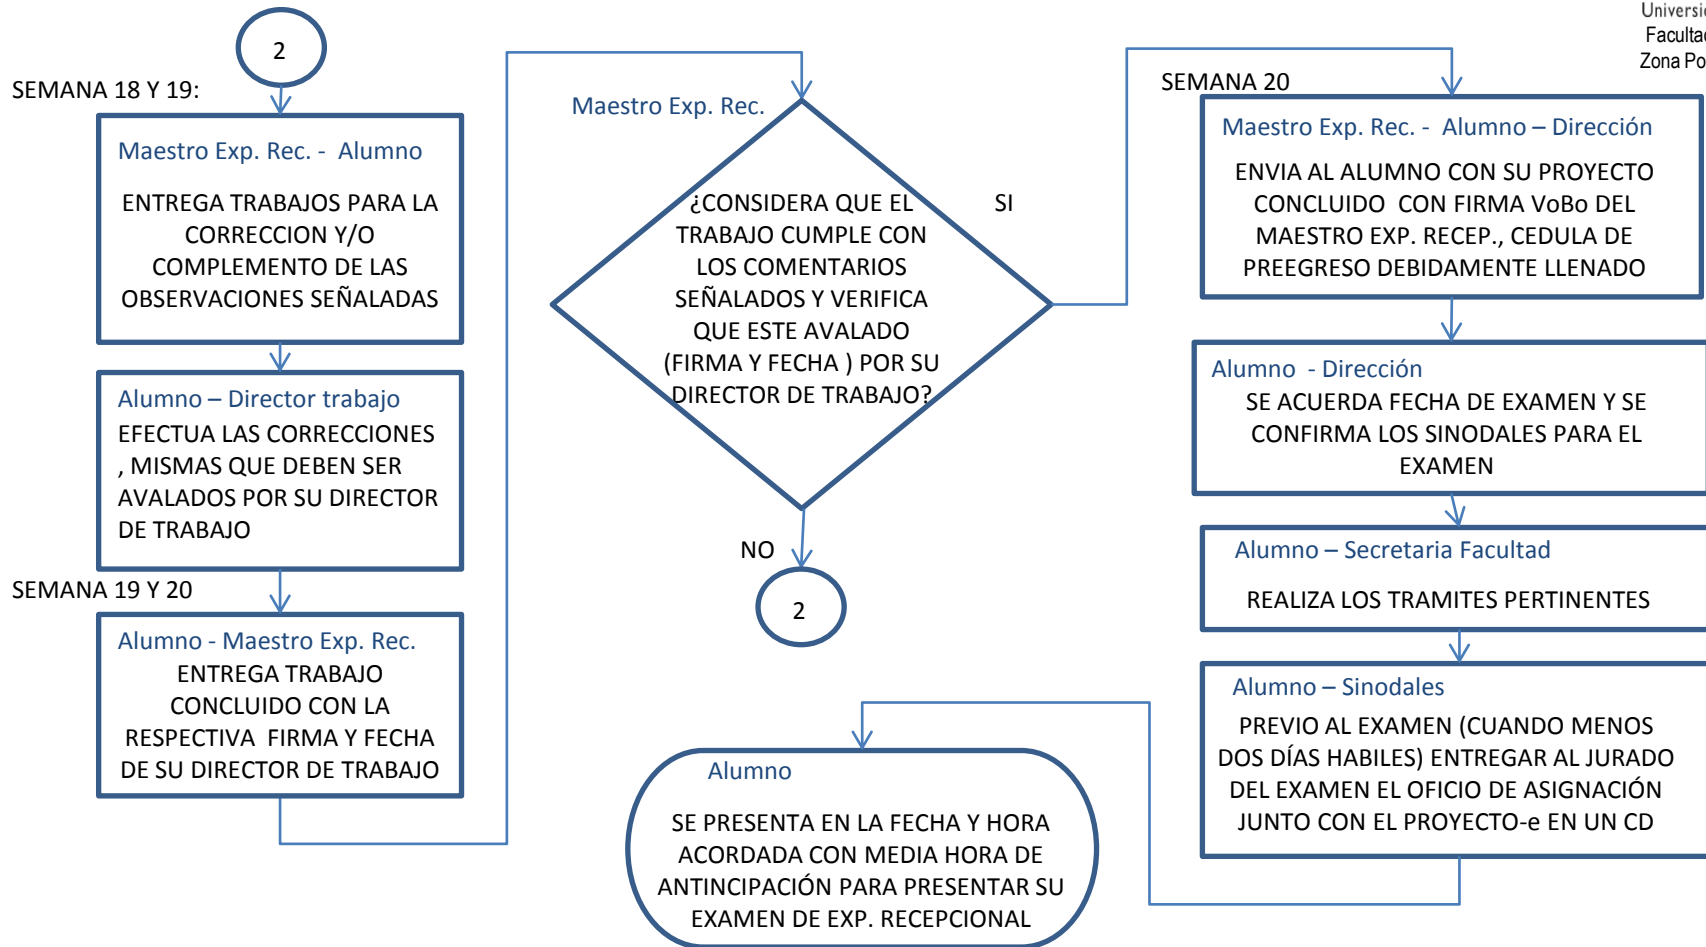 2
SEMANA 18 Y 19:
Maestro Exp. Rec. - Alumno
ENTREGA TRABAJOS PARA LA
CORRECCION Y/O
COMPLEMENTO DE LAS
OBSERVACIONES SEÑALADAS
Alumno – Director trabajo
EFECTUA LAS CORRECCIONES
, MISMAS QUE DEBEN SER
AVALADOS POR SU DIRECTOR
DE TRABAJO
SEMANA 19 Y 20
Alumno - Maestro Exp. Rec.
ENTREGA TRABAJO
CONCLUIDO CON LA
RESPECTIVA FIRMA Y FECHA
DE SU DIRECTOR DE TRABAJO
Maestro Exp. Rec.
¿CONSIDERA QUE EL
TRABAJO CUMPLE CON
LOS COMENTARIOS
SEÑALADOS Y VERIFICA
QUE ESTE AVALADO
(FIRMA Y FECHA ) POR SU
DIRECTOR DE TRABAJO?
SI
NO
2
Facultad
SEMANA 20
Maestro Exp. Rec. - Alumno – Dirección
ENVIA AL ALUMNO CON SU PROYECTO
CONCLUIDO CON FIRMA VoBo DEL
MAESTRO EXP. RECEP., CEDULA DE
PREEGRESO DEBIDAMENTE LLENADO
Alumno - Dirección
SE ACUERDA FECHA DE EXAMEN Y SE
CONFIRMA LOS SINODALES PARA EL
EXAMEN
Alumno – Secretaria Facultad
REALIZA LOS TRAMITES PERTINENTES
Alumno – Sinodales
PREVIO AL EXAMEN (CUANDO MENOS
DOS DÍAS HABILES) ENTREGAR AL JURADO
DEL EXAMEN EL OFICIO DE ASIGNACIÓN
JUNTO CON EL PROYECTO-e EN UN CD
Alumno
SE PRESENTA EN LA FECHA Y HORA
ACORDADA CON MEDIA HORA DE
ANTINCIPACIÓN PARA PRESENTAR SU
EXAMEN DE EXP. RECEPCIONAL